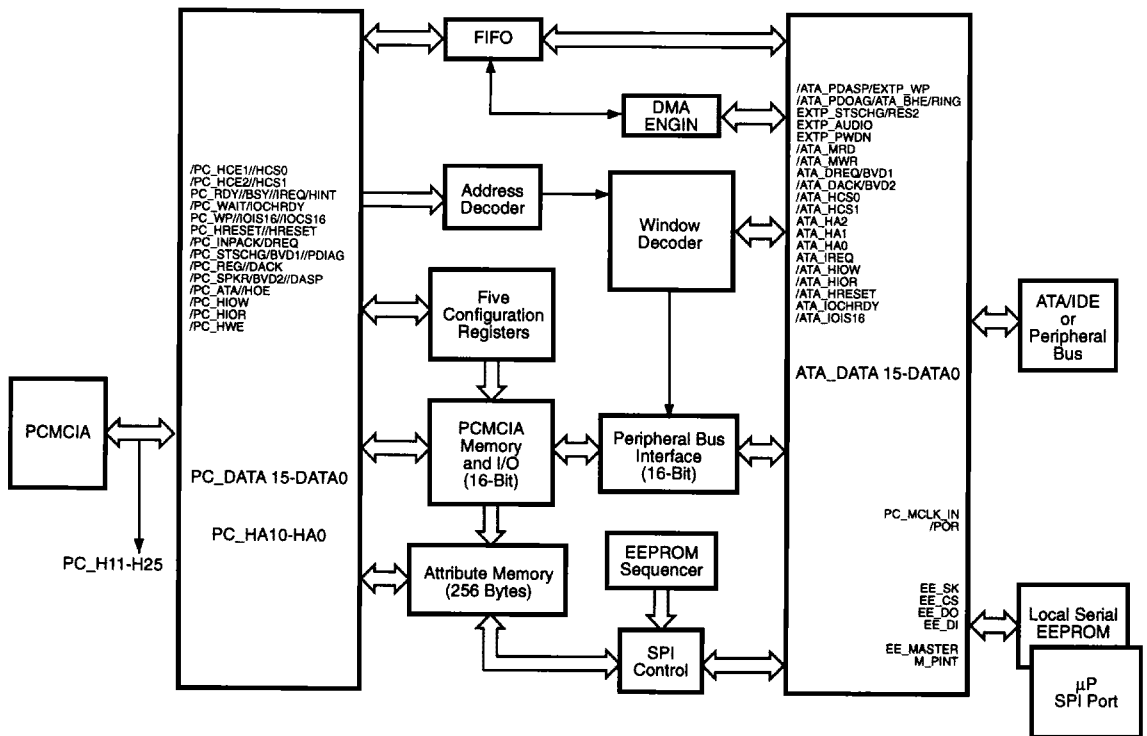 FIFO
DMA
ENGIN
Address
Decoder
Window
Decoder
Five
Configuration
Registers
PCMCIA
Memory
and I/O
(16-Bit)
Peripheral Bus
Interface
(16-Bit)
Attribute Memory
(256 Bytes)
EEPROM
Sequencer
SPI
Control
PCMCIA
PC_H11-H25
/PC_HCE1//HCS0
/PC_HCE2//HCS1
PC_RDY//BSY//IREQ/HINT
/PC_WAIT/IOCHRDY
PC_WP//IOIS16//IOCS16
PC_HRESET//HRESET
/PC_INPACK/DREQ
/PC_STSCHG/BVD1//PDIAG
/PC_REG//DACK
/PC_SPKR/BVD2//DASP
/PC_ATA//HOE
/PC_HIOW
/PC_HIOR
/PC_HWE
PC_DATA 15-DATA0
PC_HA10-HA0
/ATA_PDASP/EXTP_WP
/ATA_PDOAG/ATA_BHE/RING
EXTP_STSCHG/RES2
EXTP_AUDIO
EXTP_PWDN
/ATA_MRD
/ATA_MWR
ATA_DREQ/BVD1
/ATA_DACK/BVD2
/ATA_HCS0
/ATA_HCS1
ATA_HA2
ATA_HA1
ATA_HA0
ATA_IREQ
/ATA_HIOW
/ATA_HIOR
/ATA_HRESET
ATA_IOCHRDY
/ATA_IOIS16
ATA_DATA 15-DATA0
PC_MCLK_IN
/POR
EE_SK
EE_CS
EE_DO
EE_DI
EE_MASTER
M_PINT
ATA/IDE
or
Peripheral
Bus
Local Serial
EEPROM
µP
SPI Port